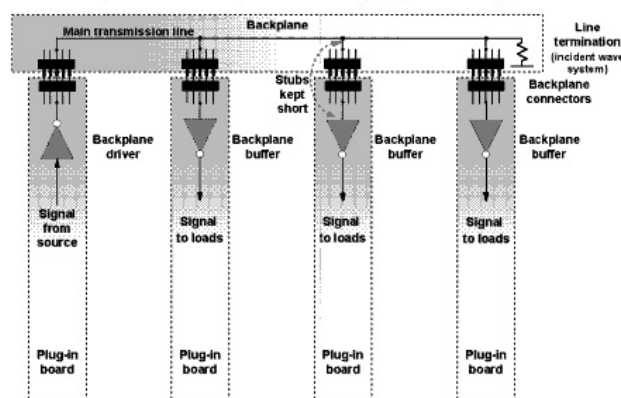 Backplane
Main transmission line
Line
termination
(incident wave
system)
Stubs
kept
short
Backplane
connectors
Backplane
driver
Backplane
buffer
Backplane
buffer
Backplane
buffer
Signal
from
source
Signal
to loads
Signal
to loads
Signal
to loads
Plug-in
board
Plug-in
board
Plug-in
board
Plug-in
board